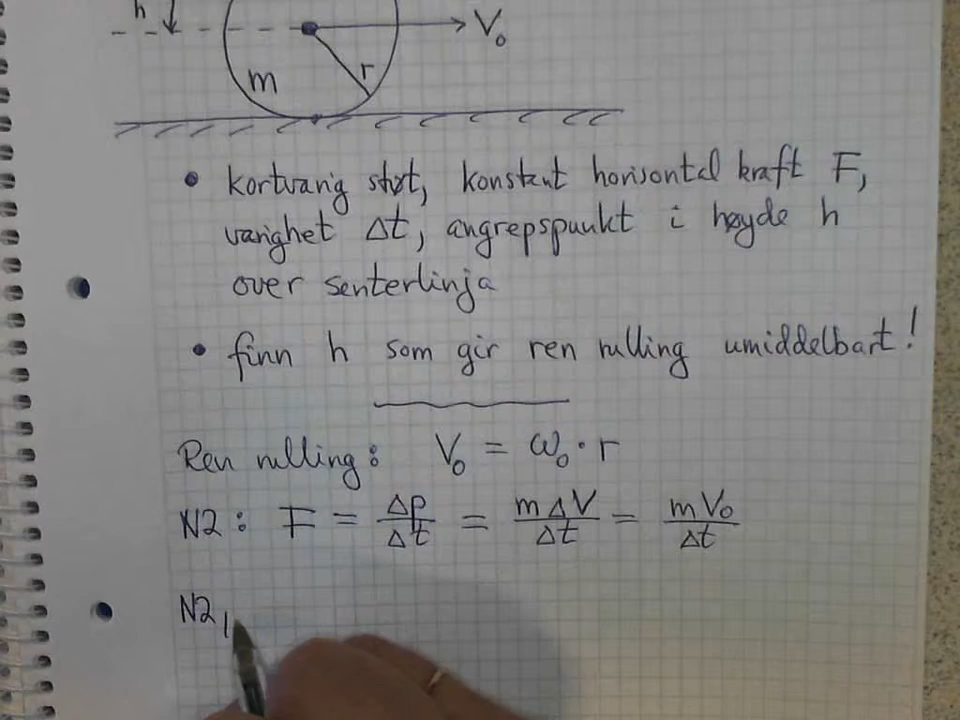 h
V₀
m
r
• kortvarig støt, konstant horisontal kraft F,
varighet Δt, angrepspunkt i høyde h
over senterlinja
• finn h som gir ren rulling umiddelbart!
Ren rulling: V₀ = ω₀ · r
N2: F = Δp/Δt = mΔV/Δt = mV₀/Δt
N2,